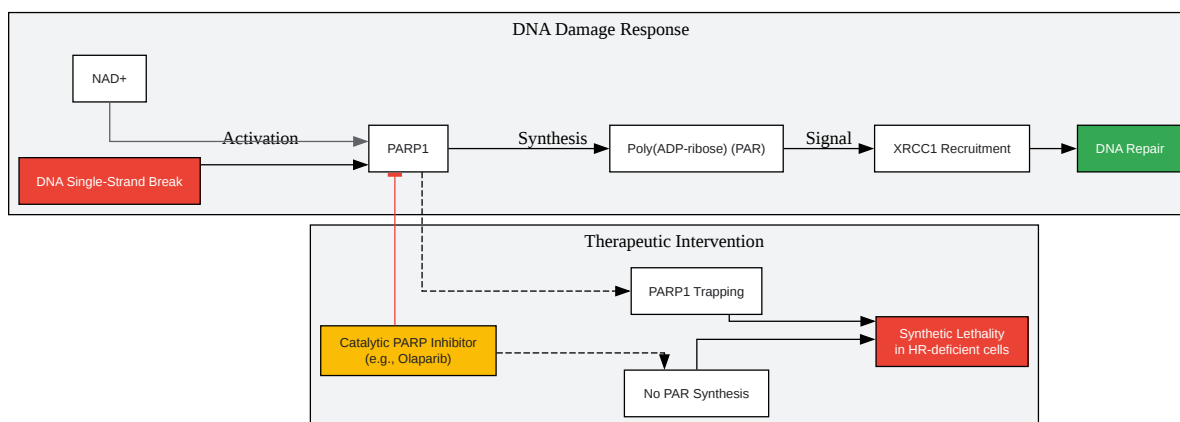 DNA Damage Response
NAD+
Activation
PARP1
Synthesis
Poly(ADP-ribose) (PAR)
Signal
XRCC1 Recruitment
DNA Repair
DNA Single-Strand Break
Therapeutic Intervention
PARP1 Trapping
Catalytic PARP Inhibitor
(e.g., Olaparib)
Synthetic Lethality
in HR-deficient cells
No PAR Synthesis